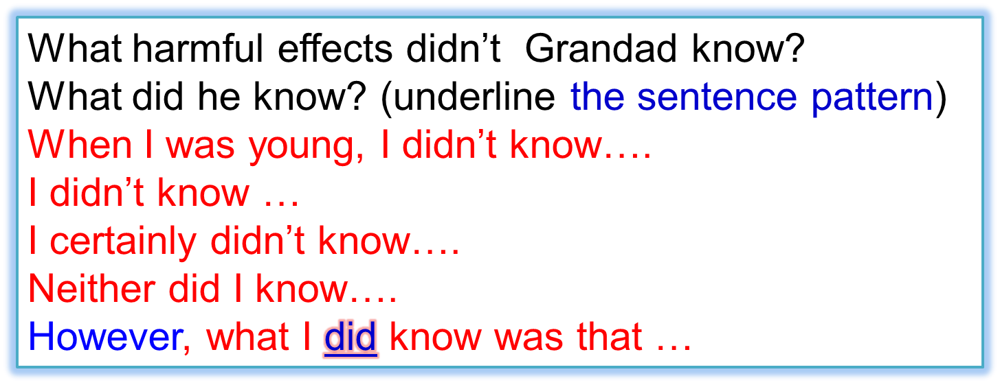 What harmful effects didn’t  Grandad know?
What did he know? (underline the sentence pattern)
When I was young, I didn’t know….
I didn’t know …
I certainly didn’t know….
Neither did I know….
However, what I did know was that …